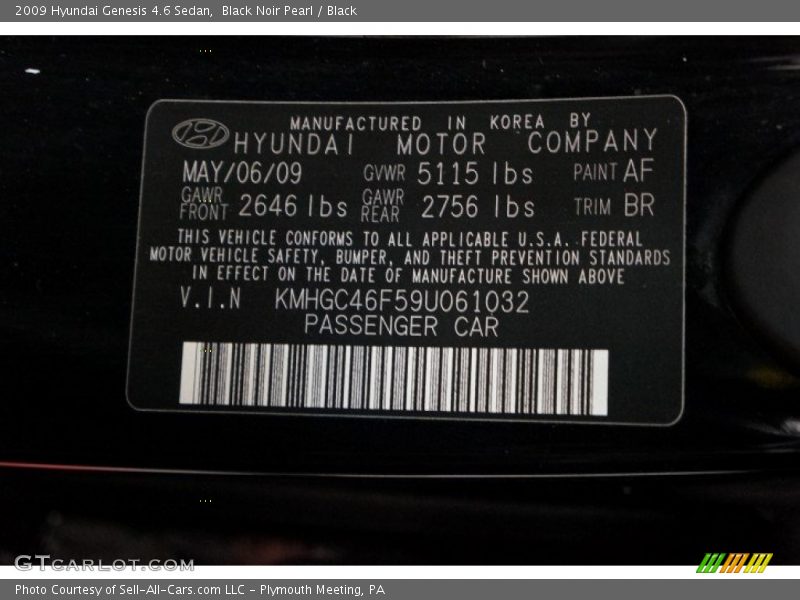 2009 Hyundai Genesis 4.6 Sedan,  Black Noir Pearl / Black
MANUFACTURED IN KOREA BY
HYUNDAI MOTOR COMPANY
MAY/06/09 GVWR 5115 lbs PAINT AF
GAWR FRONT 2646 lbs GAWR REAR 2756 lbs TRIM BR
THIS VEHICLE CONFORMS TO ALL APPLICABLE U.S.A. FEDERAL
MOTOR VEHICLE SAFETY, BUMPER, AND THEFT PREVENTION STANDARDS
IN EFFECT ON THE DATE OF MANUFACTURE SHOWN ABOVE
V.I.N KMHGC46F59U061032
PASSENGER CAR
GTCARLOT.COM
Photo Courtesy of Sell-All-Cars.com LLC - Plymouth Meeting, PA